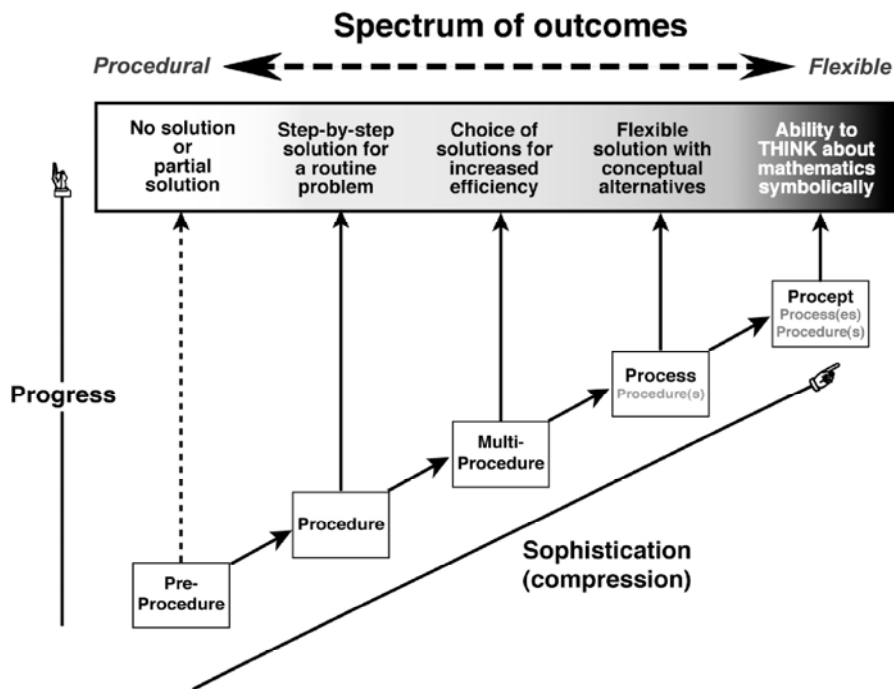 Spectrum of outcomes
Procedural
Flexible
No solution
or
partial
solution
Step-by-step
solution for
a routine
problem
Choice of
solutions for
increased
efficiency
Flexible
solution with
conceptual
alternatives
Ability to
THINK about
mathematics
symbolically
Procept
Process(es)
Procedure(s)
Process
Procedure(s)
Progress
Multi-
Procedure
Procedure
Sophistication
(compression)
Pre-
Procedure